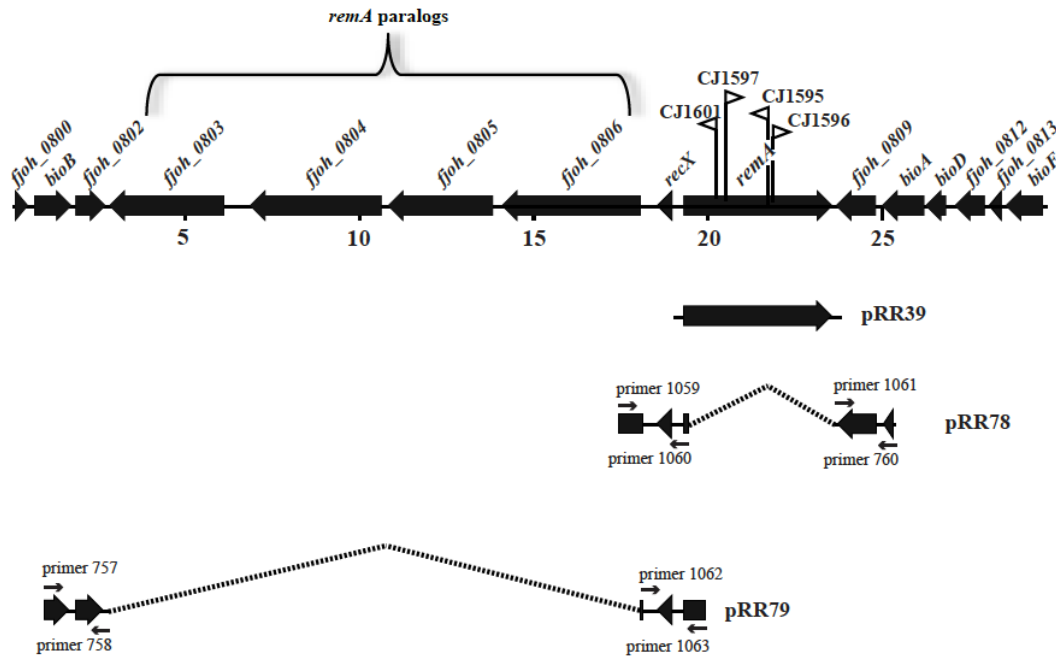 remA paralogs
CJ1597
CJ1601
CJ1595
CJ1596
fjoh_0800
bioB
fjoh_0802
fjoh_0803
fjoh_0804
fjoh_0805
fjoh_0806
recX
remA
fjoh_0809
bioA
bioD
fjoh_0812
fjoh_0813
bioF
5 10 15 20 25
pRR39
primer 1059
primer 1061
pRR78
primer 1060
primer 760
primer 757
primer 1062
pRR79
primer 758
primer 1063